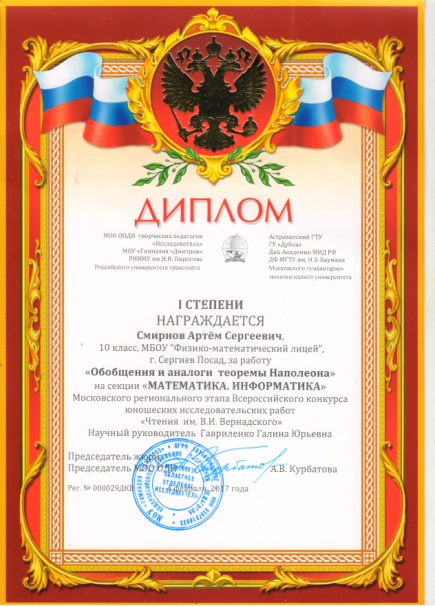 ДИПЛОМ
МОО ООДИ творческих педагогов
«Исследователь»
МОУ «Гимназия «Дмитров»
РНИМУ им Н.И. Пирогова
Российского университета транспорта
Астраханский ГТУ
ГУ «Дубна»
Дип Академия МИД РФ
ДФ МГТУ им. Н.Э. Баумана
Московского гуманитарно-
экономического университета
I СТЕПЕНИ
НАГРАЖДАЕТСЯ
Смирнов Артём Сергеевич,
10 класс, МБОУ "Физико-математический лицей",
г. Сергиев Посад, за работу
«Обобщения и аналоги теоремы Наполеона»
на секции «МАТЕМАТИКА. ИНФОРМАТИКА»
Московского регионального этапа Всероссийского конкурса
юношеских исследовательских работ
«Чтения им. В.И. Вернадского»
Научный руководитель Гавриленко Галина Юрьевна
Председатель жюри,
Председатель МОО ОДИ А.В. Курбатова
Рег. № 000029ДКВ февраля, 2017 года
ОБЛАСТНОЕ
ОТДЕЛЕНИЕ